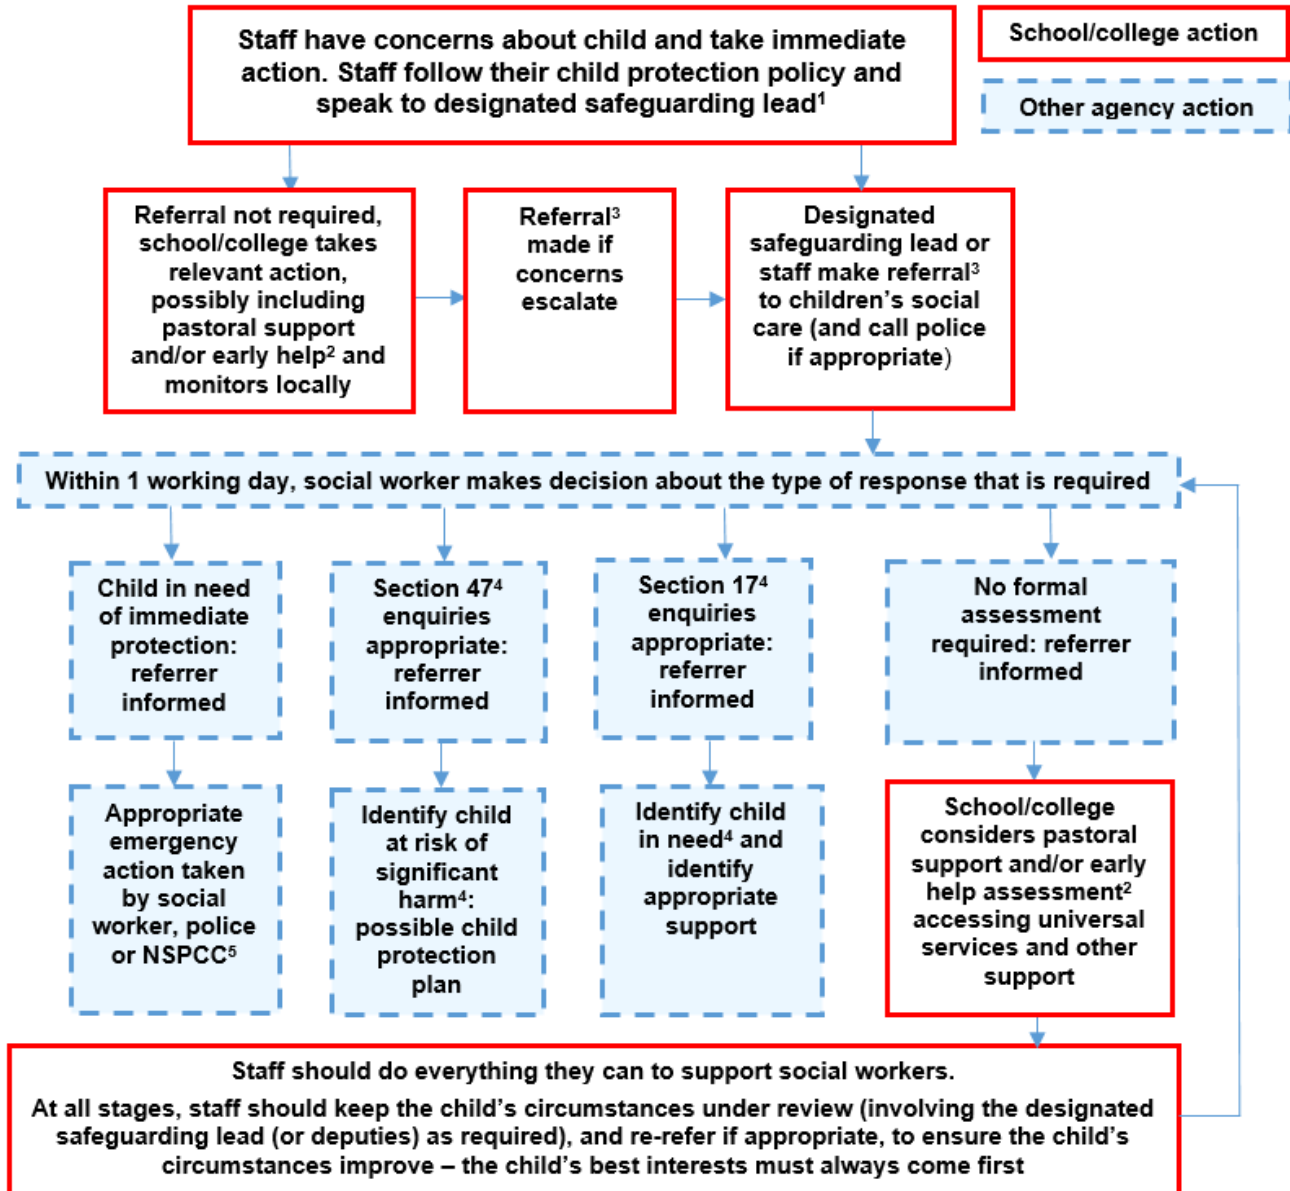 Staff have concerns about child and take immediate
action. Staff follow their child protection policy and
speak to designated safeguarding lead¹
School/college action
Other agency action
Referral not required,
school/college takes
relevant action,
possibly including
pastoral support
and/or early help² and
monitors locally
Referral³
made if
concerns
escalate
Designated
safeguarding lead or
staff make referral³
to children’s social
care (and call police
if appropriate)
Within 1 working day, social worker makes decision about the type of response that is required
Child in need
of immediate
protection:
referrer
informed
Section 47⁴
enquiries
appropriate:
referrer
informed
Section 17⁴
enquiries
appropriate:
referrer
informed
No formal
assessment
required: referrer
informed
Appropriate
emergency
action taken
by social
worker, police
or NSPCC⁵
Identify child
at risk of
significant
harm⁴:
possible child
protection
plan
Identify child
in need⁴ and
identify
appropriate
support
School/college
considers pastoral
support and/or early
help assessment²
accessing universal
services and other
support
Staff should do everything they can to support social workers.
At all stages, staff should keep the child’s circumstances under review (involving the designated
safeguarding lead (or deputies) as required), and re-refer if appropriate, to ensure the child’s
circumstances improve – the child’s best interests must always come first